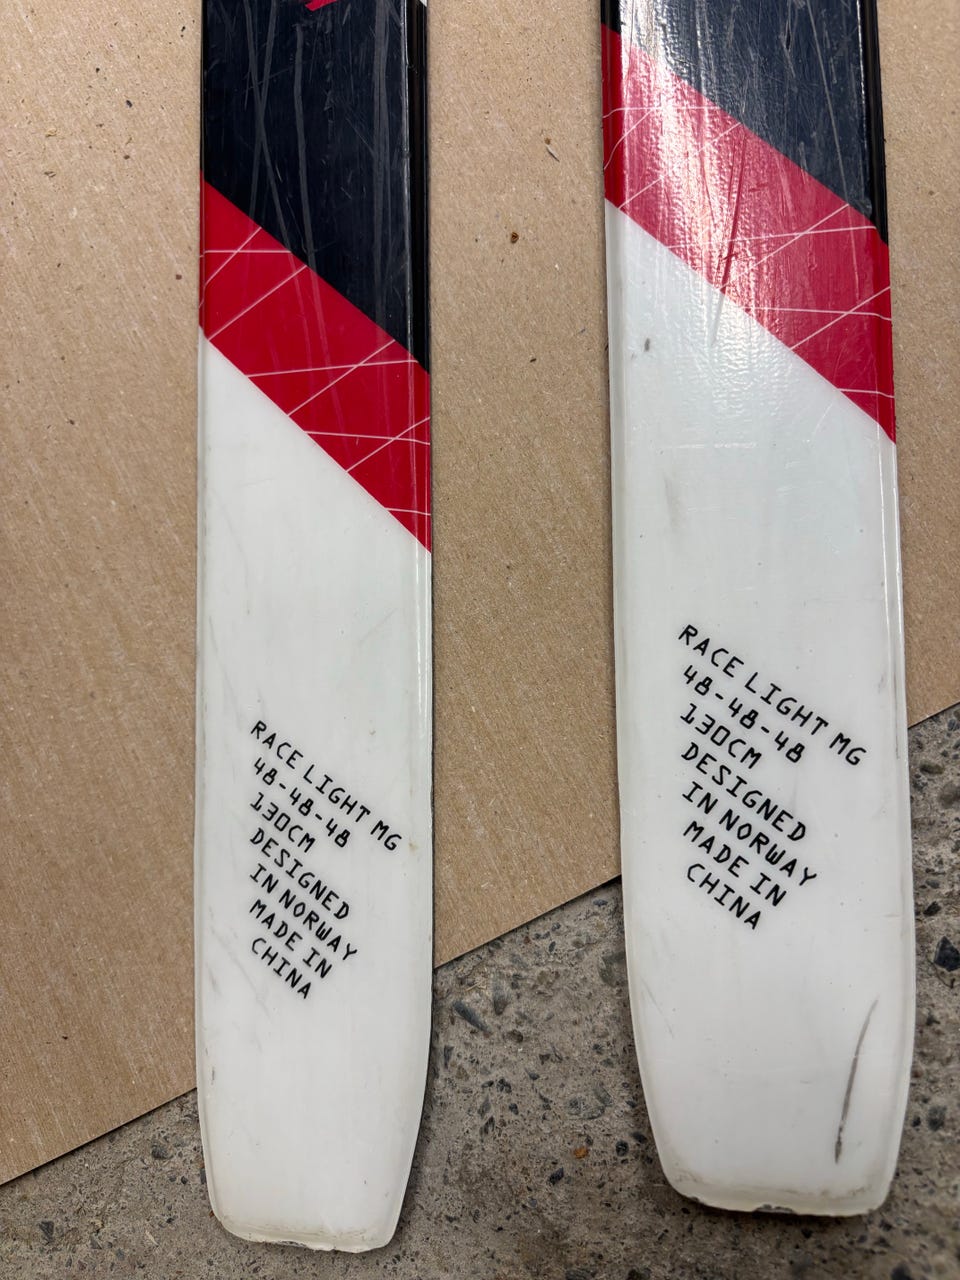 RACE LIGHT MG
48-48-48
130CM
DESIGNED
IN NORWAY
MADE IN
CHINA
RACE LIGHT MG
48-48-48
130CM
DESIGNED
IN NORWAY
MADE IN
CHINA